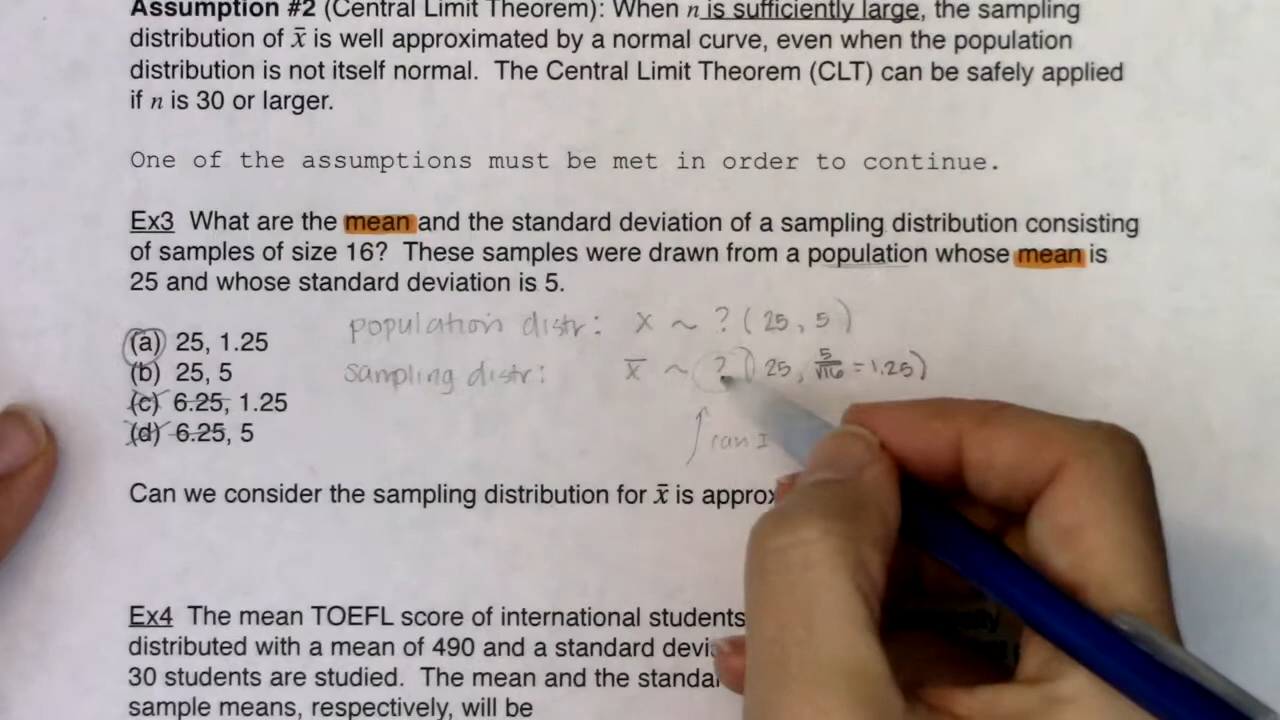 Assumption #2 (Central Limit Theorem): When n is sufficiently large, the sampling
distribution of x̄ is well approximated by a normal curve, even when the population
distribution is not itself normal. The Central Limit Theorem (CLT) can be safely applied
if n is 30 or larger.
One of the assumptions must be met in order to continue.
Ex3 What are the mean and the standard deviation of a sampling distribution consisting
of samples of size 16? These samples were drawn from a population whose mean is
25 and whose standard deviation is 5.
population distr: X ~ ? (25, 5)
(a) 25, 1.25
sampling distr: x̄ ~ ? (25, 5/√16 = 1.25)
(b) 25, 5
(c) 6.25, 1.25
(d) 6.25, 5
can I
Can we consider the sampling distribution for x̄ is
Ex4 The mean TOEFL score of international students
distributed with a mean of 490 and a standard
30 students are studied. The mean and the
sample means, respectively, will be